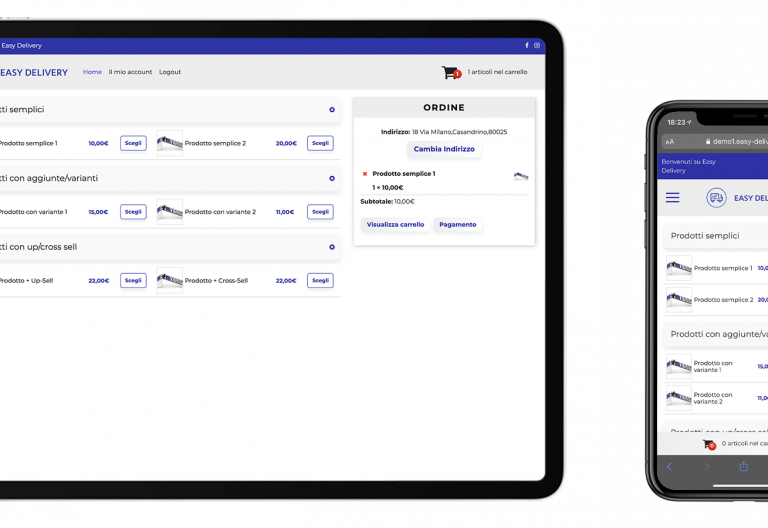 Easy Delivery
EASY DELIVERY Home Il mio account Logout 1 1 articoli nel carrello
tti semplici
Prodotto semplice 1 10,00€ Scegli Prodotto semplice 2 20,00€ Scegli
tti con aggiunte/varianti
Prodotto con variante 1 15,00€ Scegli Prodotto con variante 2 11,00€ Scegli
tti con up/cross sell
Prodotto + Up-Sell 22,00€ Scegli Prodotto + Cross-Sell 22,00€ Scegli
ORDINE
Indirizzo: 18 Via Milano,Casandrino,80025
Cambia Indirizzo
× Prodotto semplice 1
1 × 10,00€
Subtotale: 10,00€
Visualizza carrello Pagamento
18:23
AA demo1.easy-deliv
Benvenuti su Easy
Delivery
EASY DEL
Prodotti semplici
Prodotto semplice 1 10,0
Prodotto semplice 2 20,
Prodotti con aggiunte/va
Prodotto con
variante 1 15,0
Prodotto con
variante 2 11,0
Prodotti con up/cross sel
0 0 articoli nel ca